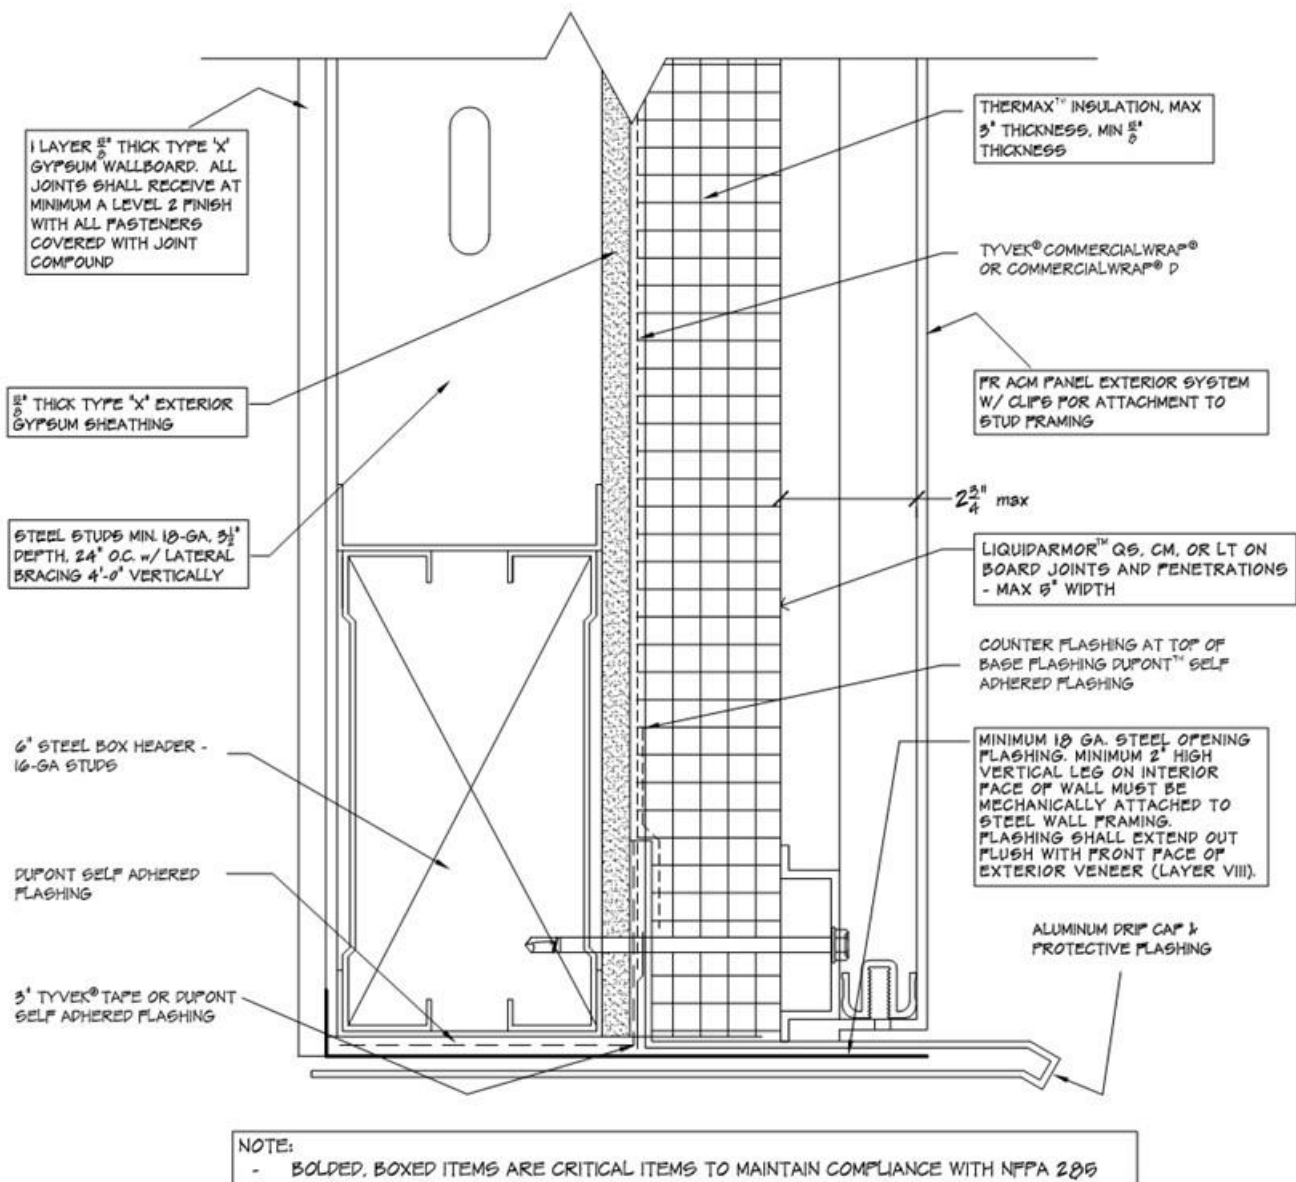 1 LAYER 5/8" THICK TYPE 'X'
GYPSUM WALLBOARD. ALL
JOINTS SHALL RECEIVE AT
MINIMUM A LEVEL 2 FINISH
WITH ALL FASTENERS
COVERED WITH JOINT
COMPOUND
5/8" THICK TYPE "X" EXTERIOR
GYPSUM SHEATHING
STEEL STUDS MIN. 18-GA, 3 1/2"
DEPTH, 24" O.C. w/ LATERAL
BRACING 4'-0" VERTICALLY
6" STEEL BOX HEADER -
16-GA STUDS
DUPONT SELF ADHERED
FLASHING
3" TYVEK® TAPE OR DUPONT
SELF ADHERED FLASHING
THERMAX™ INSULATION, MAX
3" THICKNESS, MIN 5/8"
THICKNESS
TYVEK® COMMERCIALWRAP®
OR COMMERCIALWRAP® D
FR ACM PANEL EXTERIOR SYSTEM
W/ CLIPS FOR ATTACHMENT TO
STUD FRAMING
2 3/4" max
LIQUIDARMOR™ QS, CM, OR LT ON
BOARD JOINTS AND PENETRATIONS
- MAX 5" WIDTH
COUNTER FLASHING AT TOP OF
BASE FLASHING DUPONT™ SELF
ADHERED FLASHING
MINIMUM 18 GA. STEEL OPENING
FLASHING. MINIMUM 2" HIGH
VERTICAL LEG ON INTERIOR
FACE OF WALL MUST BE
MECHANICALLY ATTACHED TO
STEEL WALL FRAMING.
FLASHING SHALL EXTEND OUT
FLUSH WITH FRONT FACE OF
EXTERIOR VENEER (LAYER VIII).
ALUMINUM DRIP CAP &
PROTECTIVE FLASHING
NOTE:
- BOLDED, BOXED ITEMS ARE CRITICAL ITEMS TO MAINTAIN COMPLIANCE WITH NFPA 285